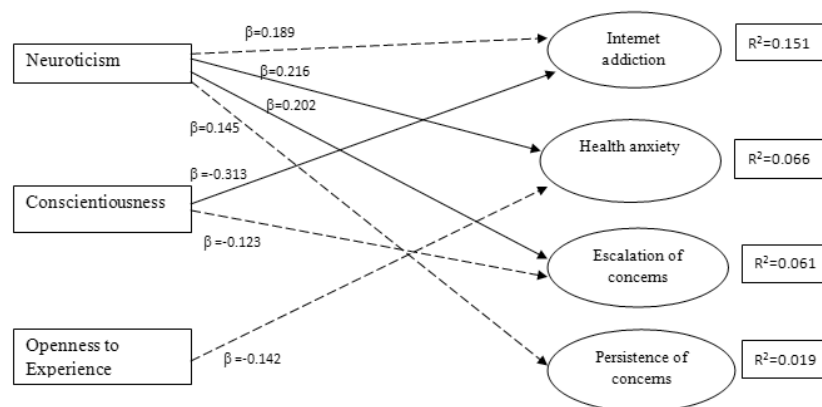 β=0.189
Internet
addiction
R²=0.151
Neuroticism
β=0.216
β=0.202
β=0.145
Health anxiety
R²=0.066
β=-0.313
Conscientiousness
β=-0.123
Escalation of
concerns
R²=0.061
Openness to
Experience
β=-0.142
Persistence of
concerns
R²=0.019